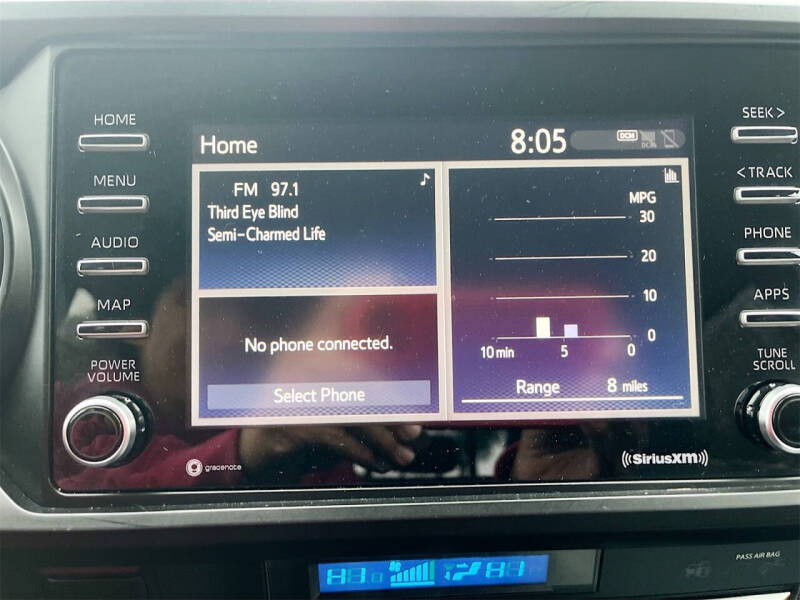 HOME
MENU
AUDIO
MAP
POWER
VOLUME
Home
8:05
DCM
FM 97.1
Third Eye Blind
Semi-Charmed Life
No phone connected.
Select Phone
MPG
30
20
10
0
10 min 5 0
Range 8 miles
SEEK >
< TRACK
PHONE
APPS
TUNE
SCROLL
gracenote
((SiriusXM))
PASS AIR BAG